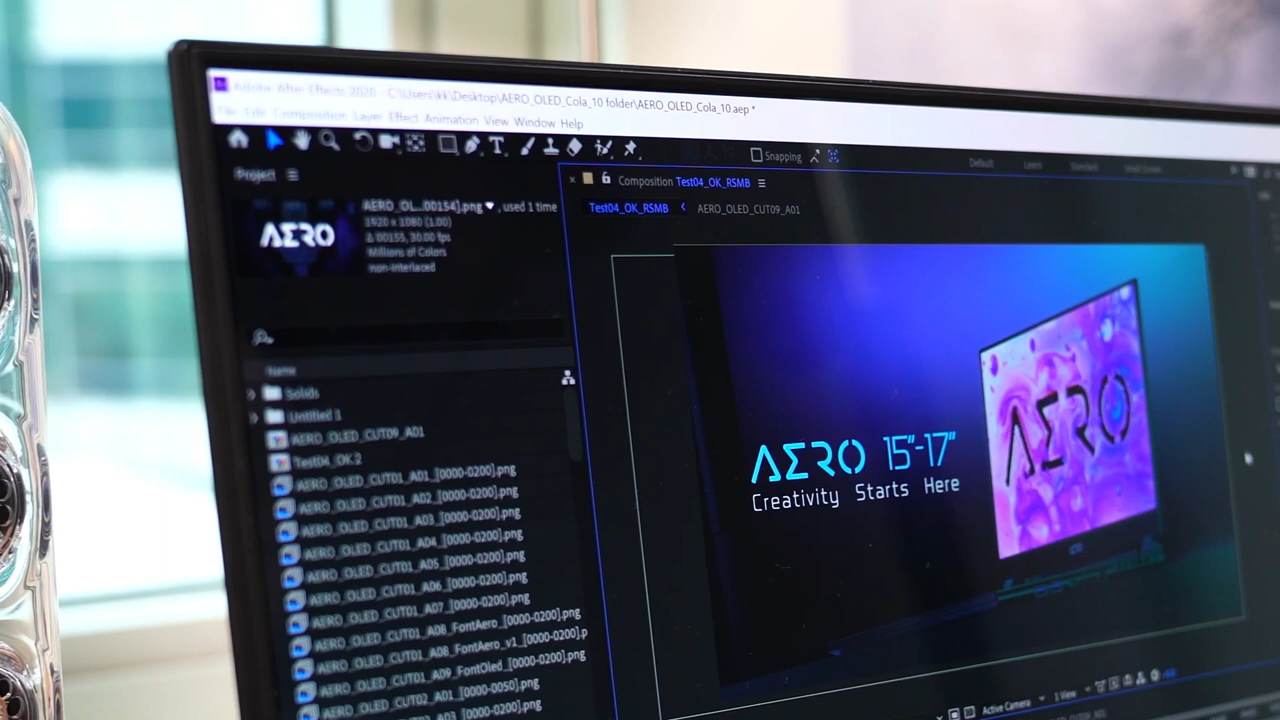 Adobe After Effects 2020 - C:\Users\kk\Desktop\AERO_OLED_Cola_10 folder\AERO_OLED_Cola_10.aep *
File Edit Composition Layer Effect Animation View Window Help
Snapping
Default Learn Standard
Project
Composition Test04_OK_RSMB
AERO_OL...00154].png , used 1 time
1920 x 1080 (1.00)
Δ 00155, 30.00 fps
Millions of Colors
non-interlaced
AERO
Test04_OK_RSMB AERO_OLED_CUT09_A01
Name
Solids
Untitled 1
AERO_OLED_CUT09_A01
Test04_OK 2
AERO_OLED_CUT01_A01_[0000-0200].png
AERO_OLED_CUT01_A02_[0000-0200].png
AERO_OLED_CUT01_A03_[0000-0200].png
AERO_OLED_CUT01_A04_[0000-0200].png
AERO_OLED_CUT01_A05_[0000-0200].png
AERO_OLED_CUT01_A06_[0000-0200].png
AERO_OLED_CUT01_A07_[0000-0200].png
AERO_OLED_CUT01_A08_FontAero_[0000-0200].png
AERO_OLED_CUT01_A08_FontAero_v1_[0000-0200].p
AERO_OLED_CUT01_A09_FontOled_[0000-0200].png
AERO_OLED_CUT02_A01_[0000-0050].png
AERO 15"-17"
Creativity Starts Here
AERO
Active Camera 1 View